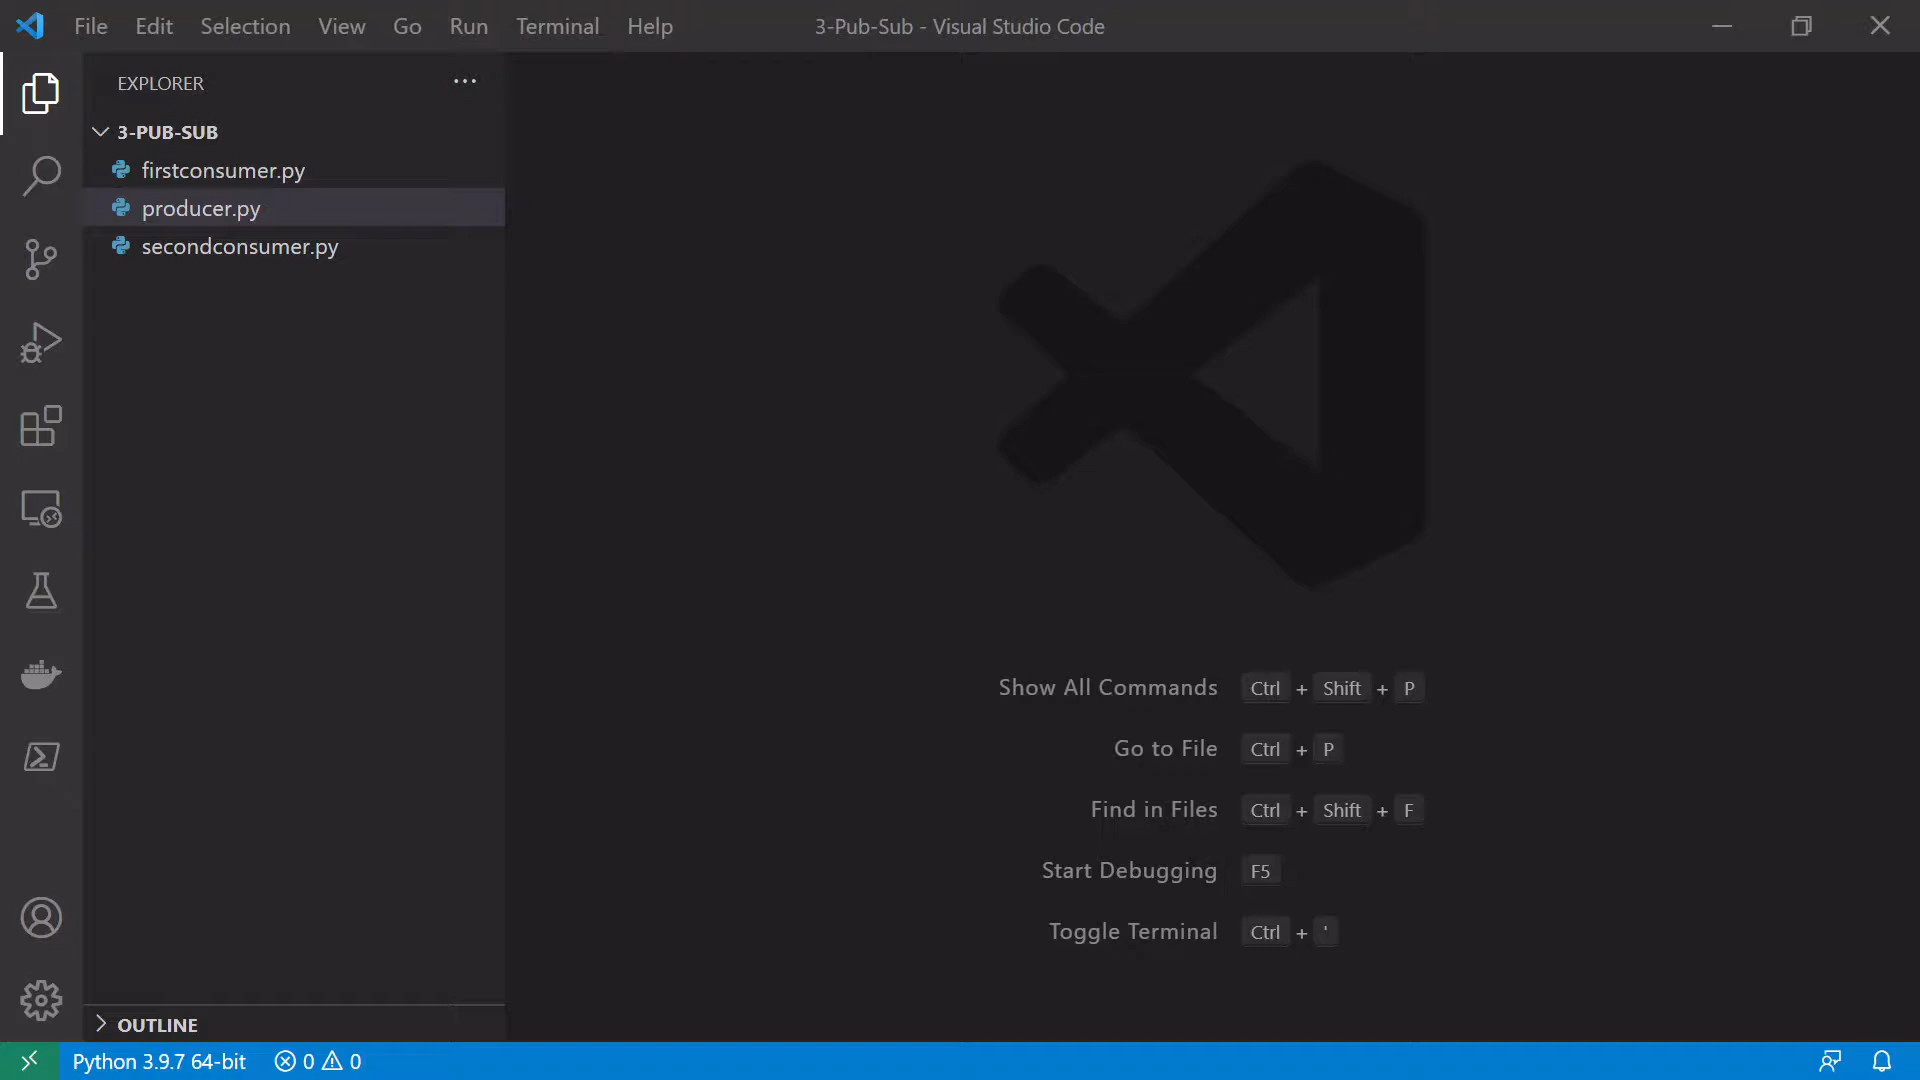 File Edit Selection View Go Run Terminal Help 3-Pub-Sub - Visual Studio Code
EXPLORER
3-PUB-SUB
firstconsumer.py
producer.py
secondconsumer.py
Show All Commands Ctrl + Shift + P
Go to File Ctrl + P
Find in Files Ctrl + Shift + F
Start Debugging F5
Toggle Terminal Ctrl + '
OUTLINE
Python 3.9.7 64-bit 0 0